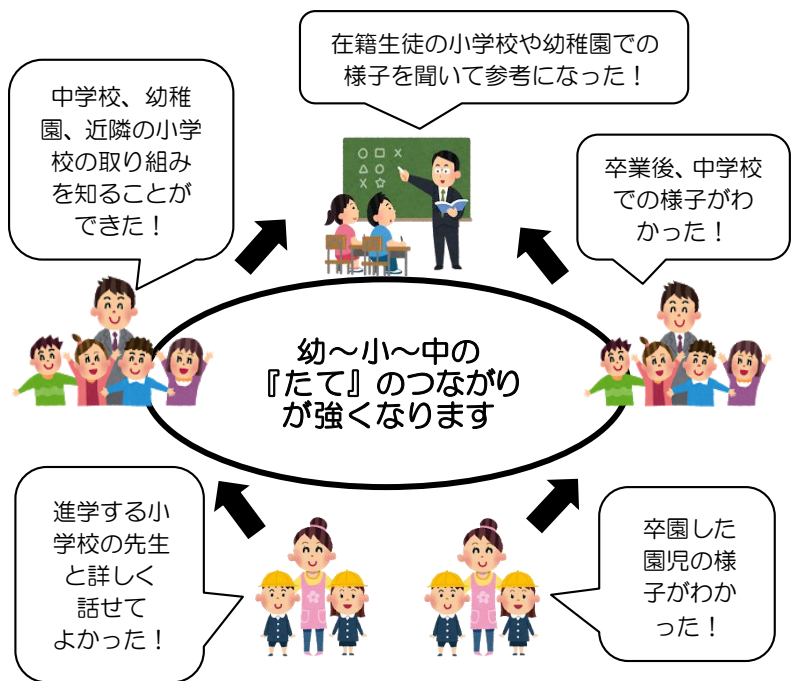 在籍生徒の小学校や幼稚園での
様子を聞いて参考になった！
中学校、幼稚
園、近隣の小学
校の取り組み
を知ることが
できた！
卒業後、中学校
での様子がわ
かった！
幼～小～中の
『たて』のつながり
が強くなります
進学する小
学校の先生
と詳しく
話せて
よかった！
卒園した
園児の様
子がわか
った！